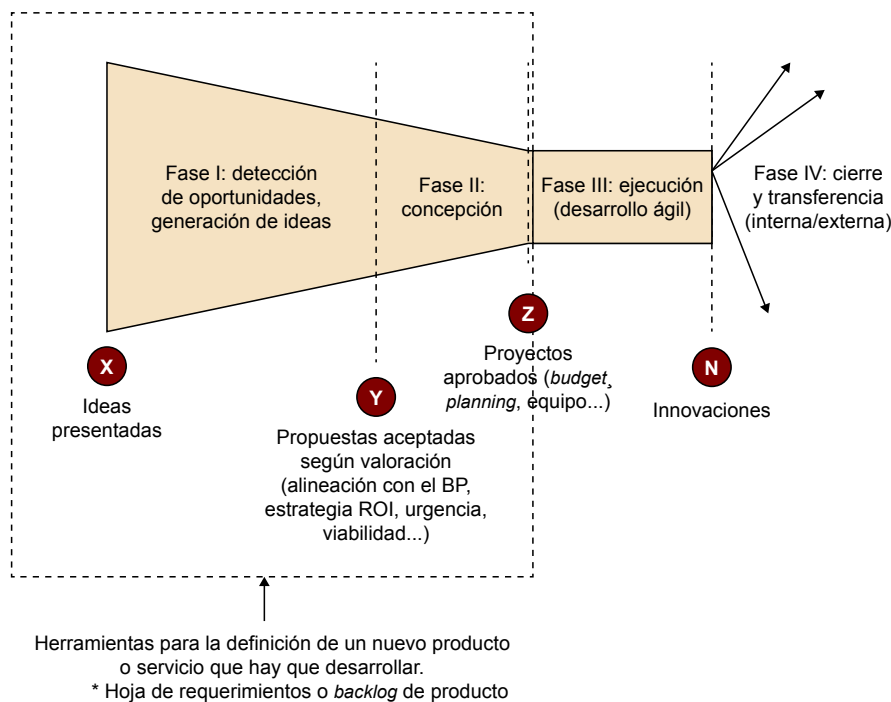 Fase I: detección
de oportunidades,
generación de ideas
Fase II:
concepción
Fase III: ejecución
(desarrollo ágil)
Fase IV: cierre
y transferencia
(interna/externa)
X
Ideas
presentadas
Y
Propuestas aceptadas
según valoración
(alineación con el BP,
estrategia ROI, urgencia,
viabilidad...)
Z
Proyectos
aprobados (budget¸
planning, equipo...)
N
Innovaciones
Herramientas para la definición de un nuevo producto
o servicio que hay que desarrollar.
* Hoja de requerimientos o backlog de producto